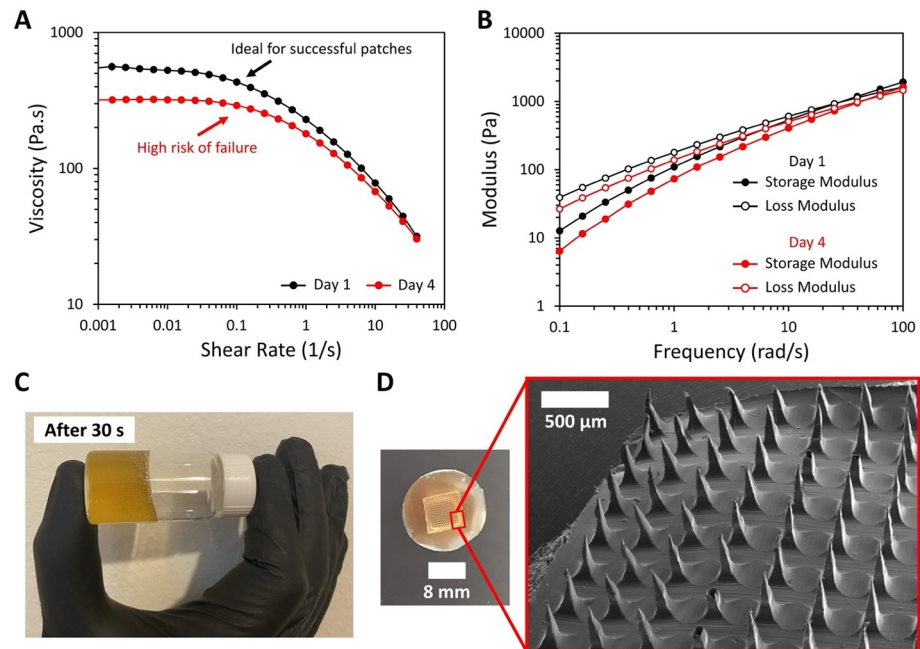 A
1000
100
10
Viscosity (Pa.s)
Ideal for successful patches
High risk of failure
Day 1
Day 4
0.001
0.01
0.1
1
10
100
Shear Rate (1/s)
B
10000
1000
100
10
1
Modulus (Pa)
Day 1
Storage Modulus
Loss Modulus
Day 4
Storage Modulus
Loss Modulus
0.1
1
10
100
Frequency (rad/s)
C
After 30 s
D
8 mm
500 μm